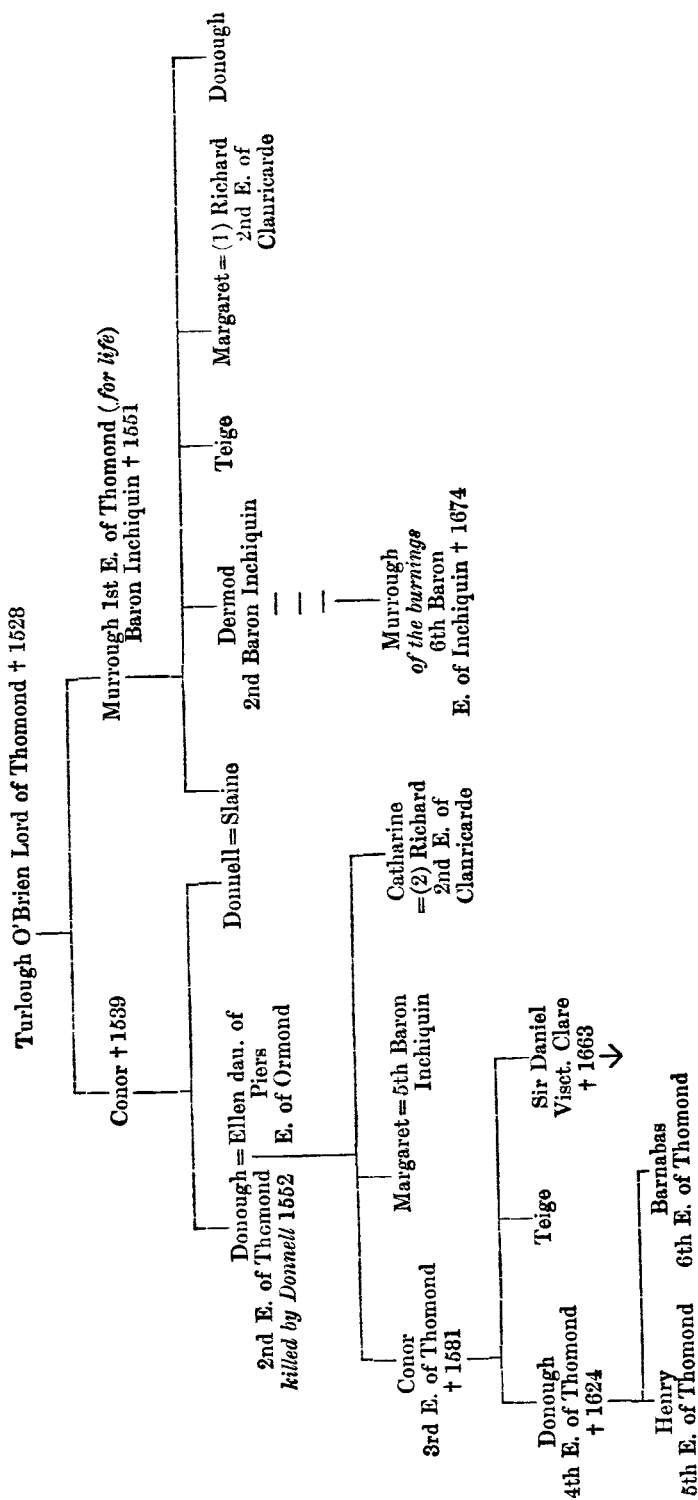 Turlough O'Brien Lord of Thomond † 1528
Conor † 1539
Murrough 1st E. of Thomond (for life)
Baron Inchiquin † 1551
Donough = Ellen dau. of
Piers
E. of Ormond
2nd E. of Thomond
killed by Donnell 1552
Donnell = Slaine
Dermod
2nd Baron Inchiquin
Teige
Margaret = (1) Richard
2nd E. of
Clanricarde
Donough
Conor
3rd E. of Thomond
† 1581
Margaret = 5th Baron
Inchiquin
Catharine
= (2) Richard
2nd E. of
Clanricarde
Murrough
of the burnings
6th Baron
E. of Inchiquin † 1674
Donough
4th E. of Thomond
† 1624
Teige
Sir Daniel
Visct. Clare
† 1663
Henry
5th E. of Thomond
Barnabas
6th E. of Thomond